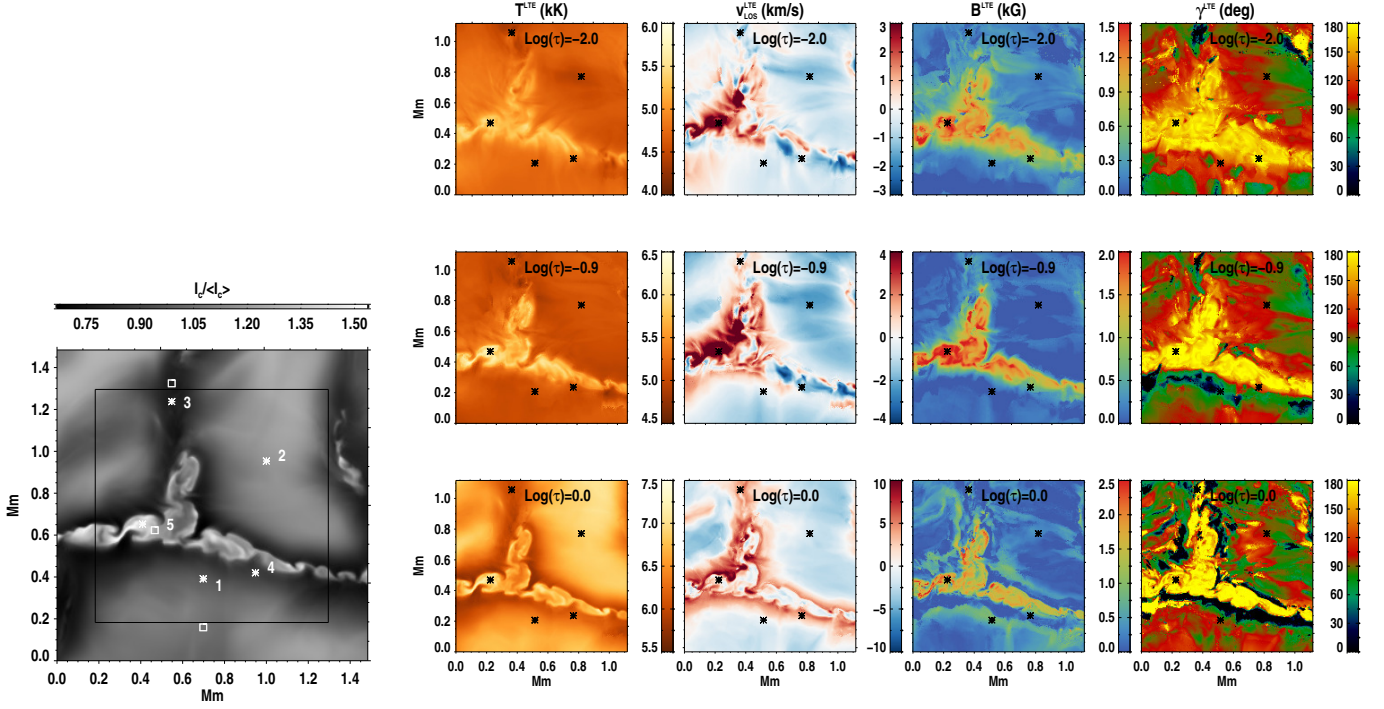 T^LTE (kK) v_LOS^LTE (km/s) B^LTE (kG) γ^LTE (deg)
Log(τ)=−2.0 Log(τ)=−2.0 Log(τ)=−2.0 Log(τ)=−2.0
Mm
1.0 0.8 0.6 0.4 0.2 0.0
6.0 5.5 5.0 4.5 4.0
3 2 1 0 −1 −2 −3
1.5 1.2 0.9 0.6 0.3 0.0
180 150 120 90 60 30 0
Log(τ)=−0.9 Log(τ)=−0.9 Log(τ)=−0.9 Log(τ)=−0.9
Mm
1.0 0.8 0.6 0.4 0.2 0.0
6.5 6.0 5.5 5.0 4.5
4 2 0 −2 −4
2.0 1.5 1.0 0.5 0.0
180 150 120 90 60 30 0
I_c/<I_c>
0.75 0.90 1.05 1.20 1.35 1.50
Mm
1.4 1.2 1.0 0.8 0.6 0.4 0.2 0.0
3
2
5
4
1
0.0 0.2 0.4 0.6 0.8 1.0 1.2 1.4
Mm
Log(τ)=0.0 Log(τ)=0.0 Log(τ)=0.0 Log(τ)=0.0
Mm
1.0 0.8 0.6 0.4 0.2 0.0
7.5 7.0 6.5 6.0 5.5
10 5 0 −5 −10
2.5 2.0 1.5 1.0 0.5 0.0
180 150 120 90 60 30 0
0.0 0.2 0.4 0.6 0.8 1.0 0.0 0.2 0.4 0.6 0.8 1.0 0.0 0.2 0.4 0.6 0.8 1.0 0.0 0.2 0.4 0.6 0.8 1.0
Mm Mm Mm Mm